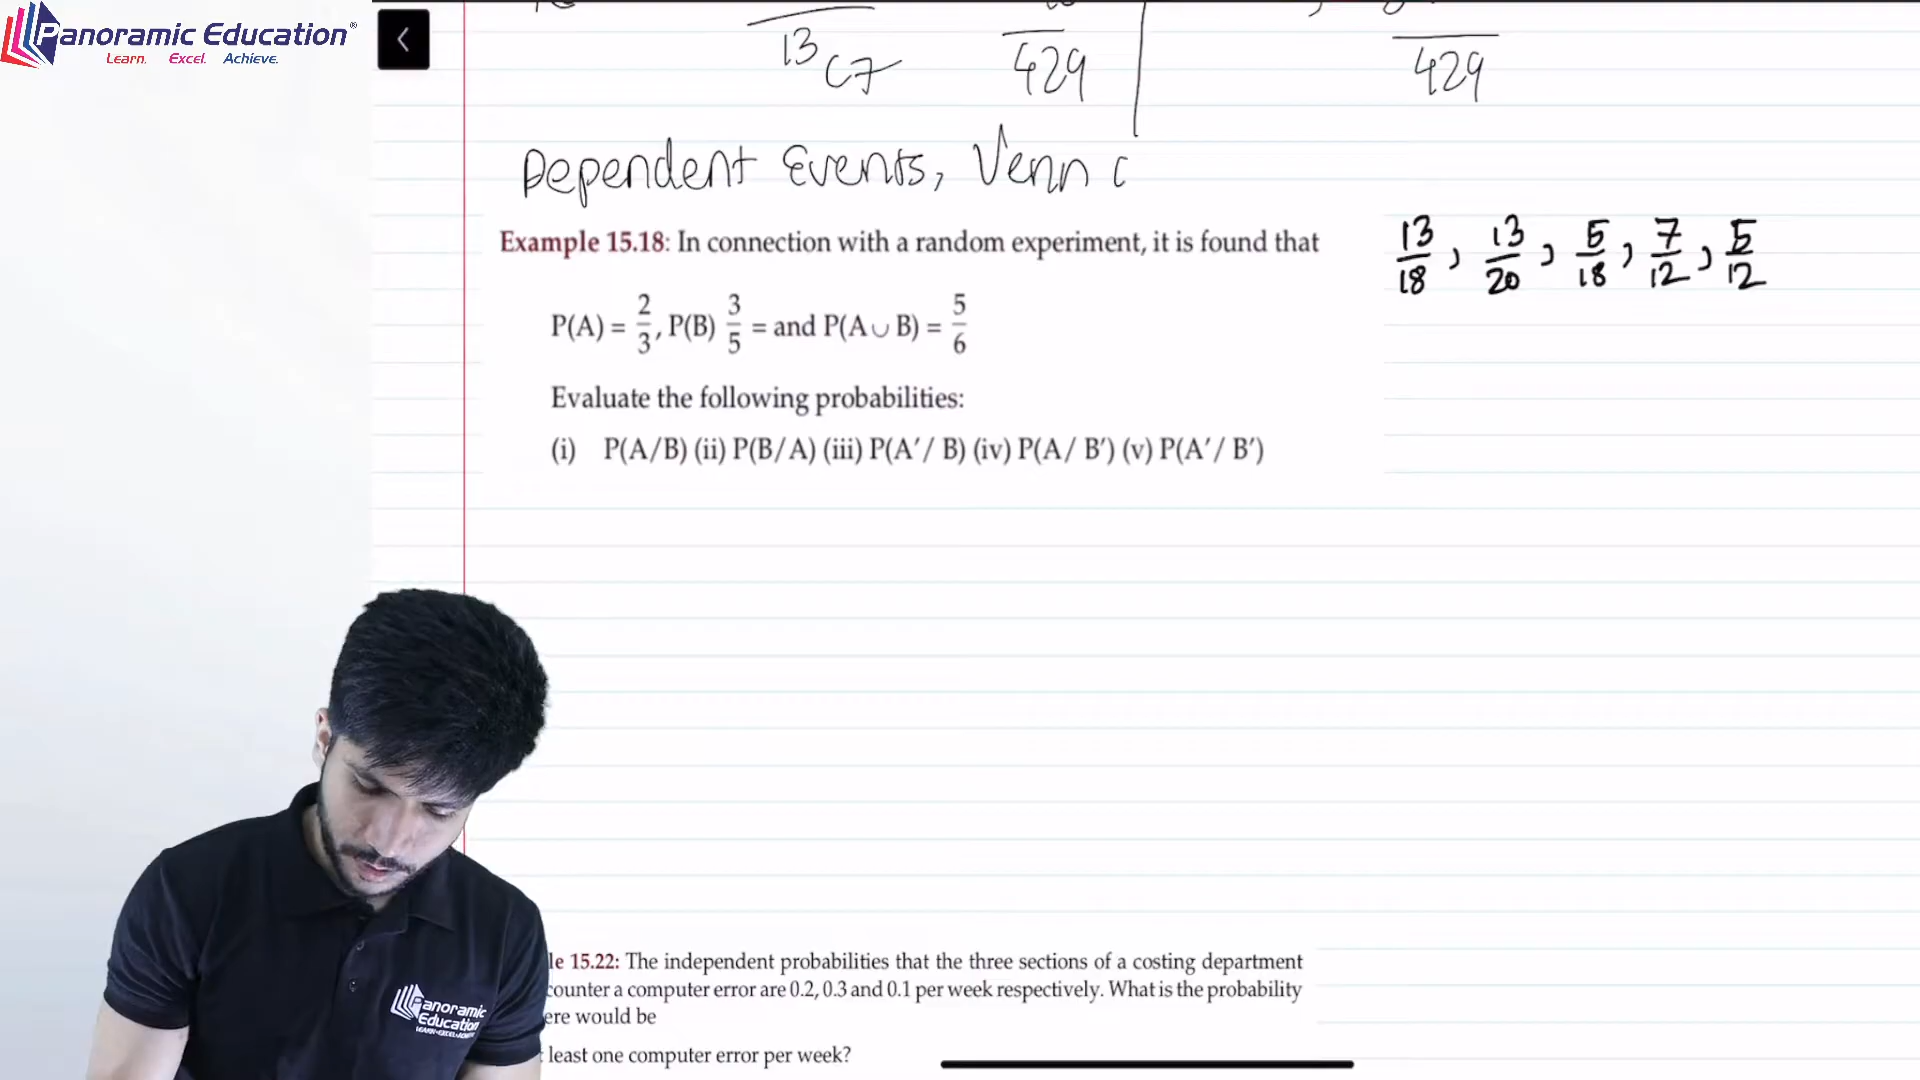 Panoramic Education®
Learn. Excel. Achieve.
13C7
429
429
Dependent Events, Venn
Example 15.18: In connection with a random experiment, it is found that
P(A) = 2/3, P(B) 3/5 = and P(A∪B) = 5/6
13/18, 13/20, 5/18, 7/12, 5/12
Evaluate the following probabilities:
(i) P(A/B) (ii) P(B/A) (iii) P(A′/ B) (iv) P(A/ B′) (v) P(A′/ B′)
le 15.22: The independent probabilities that the three sections of a costing department
counter a computer error are 0.2, 0.3 and 0.1 per week respectively. What is the probability
ere would be
least one computer error per week?
Panoramic
Education